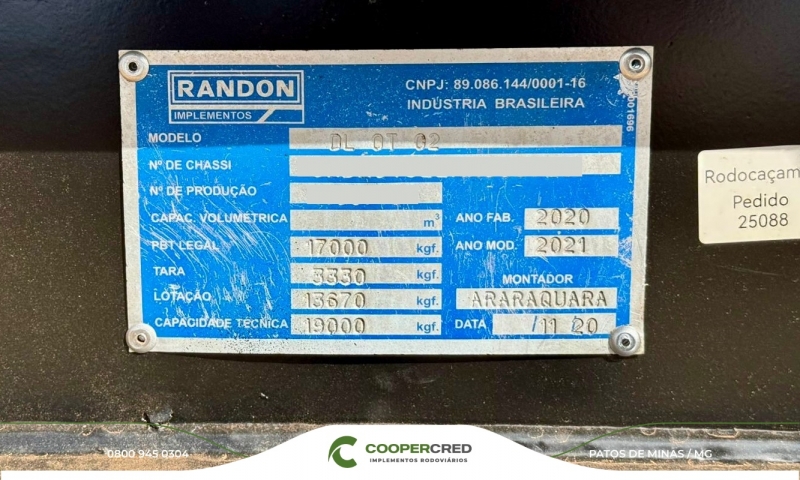 RANDON
IMPLEMENTOS
CNPJ: 89.086.144/0001-16
INDÚSTRIA BRASILEIRA
MODELO DL OT 02
Nº DE CHASSI
Nº DE PRODUÇÃO
CAPAC. VOLUMÉTRICA m³ ANO FAB. 2020
PBT LEGAL 17000 kgf. ANO MOD. 2021
TARA 3330 kgf. MONTADOR
LOTAÇÃO 13670 kgf. ARARAQUARA
CAPACIDADE TÉCNICA 19000 kgf. DATA /11 20
Rodocaçam
Pedido
25088
0800 945 0304
COOPERCRED
IMPLEMENTOS RODOVIÁRIOS
PATOS DE MINAS / MG